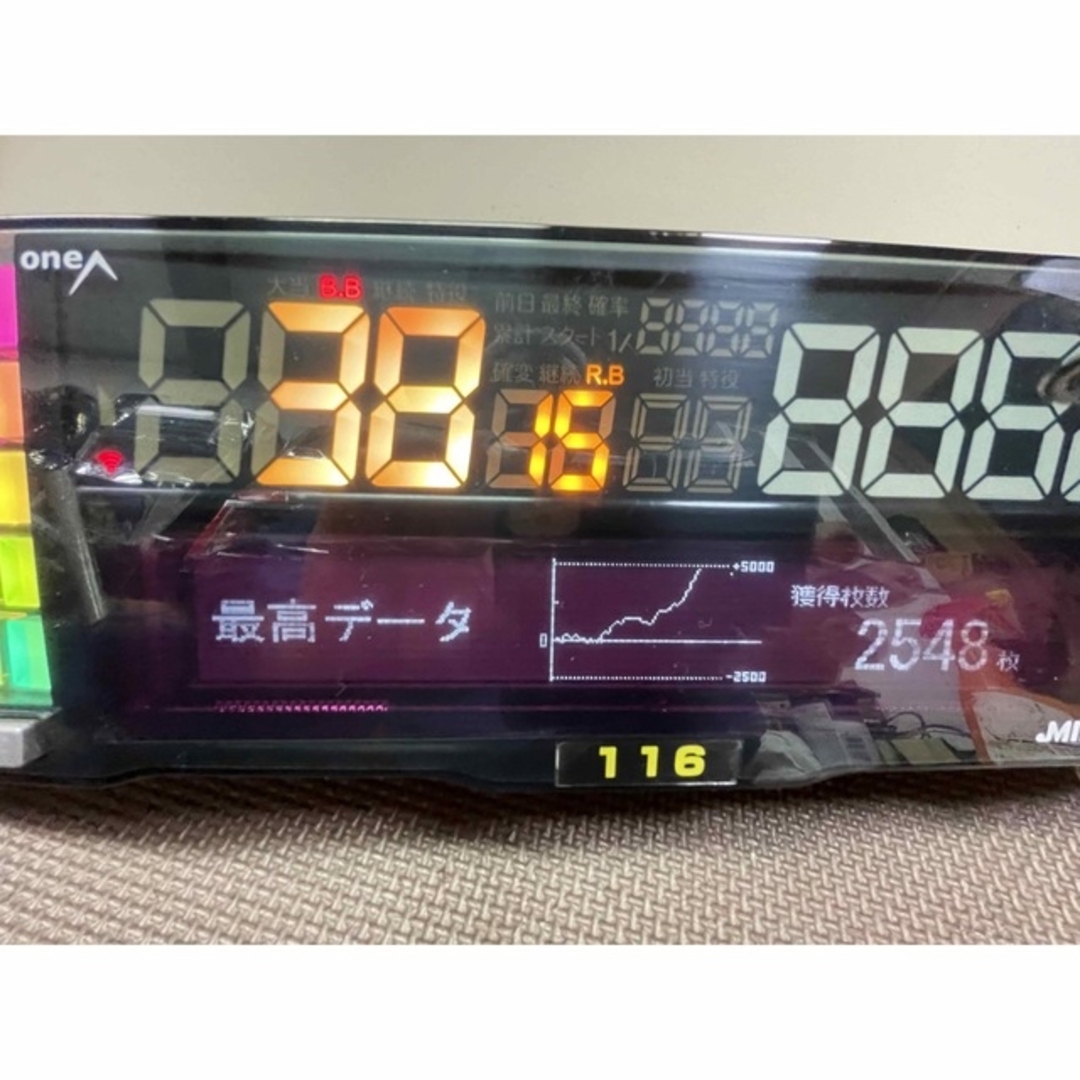 one
大当 B.B 継続 特役
前日 最終 確率
累計 スタート 1/
38
確変 継続 R.B 初当 特役
15
最高データ
+5000
0
-2500
獲得枚数
2548枚
116